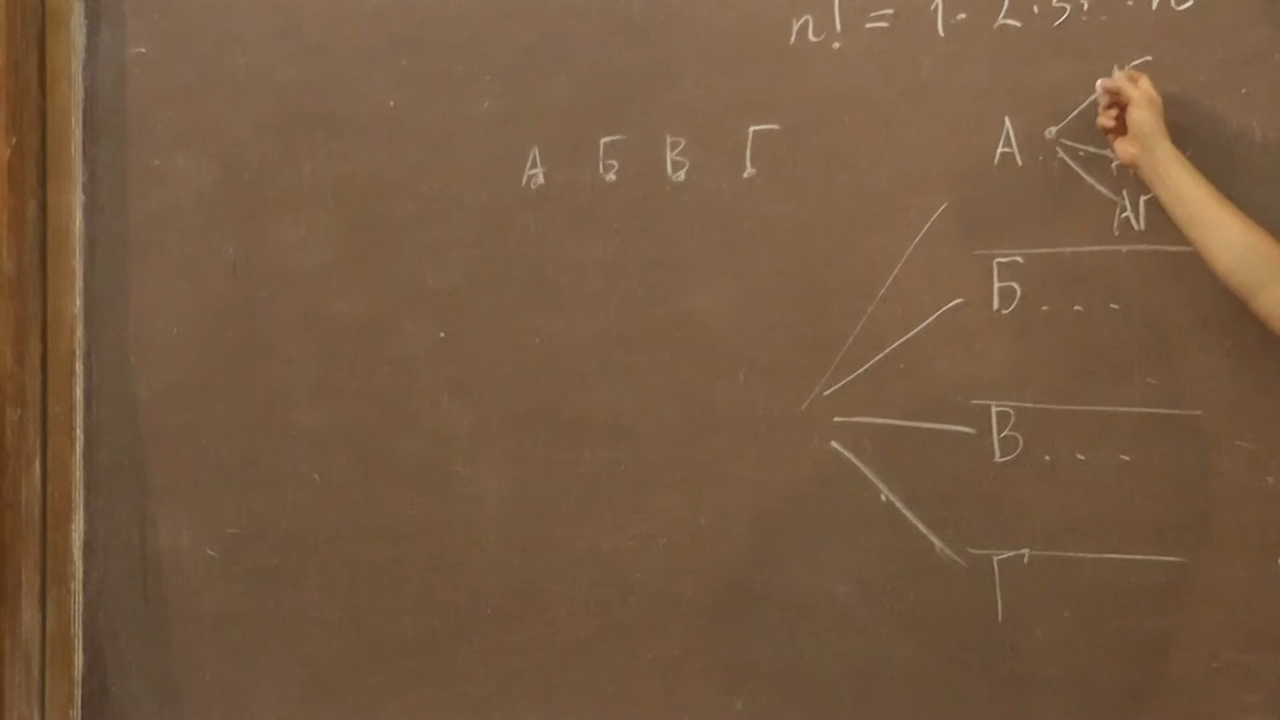 n! = 1· 2·3· … ·n
А Б В Г
А
АГ
Б . . .
В . . .
Г